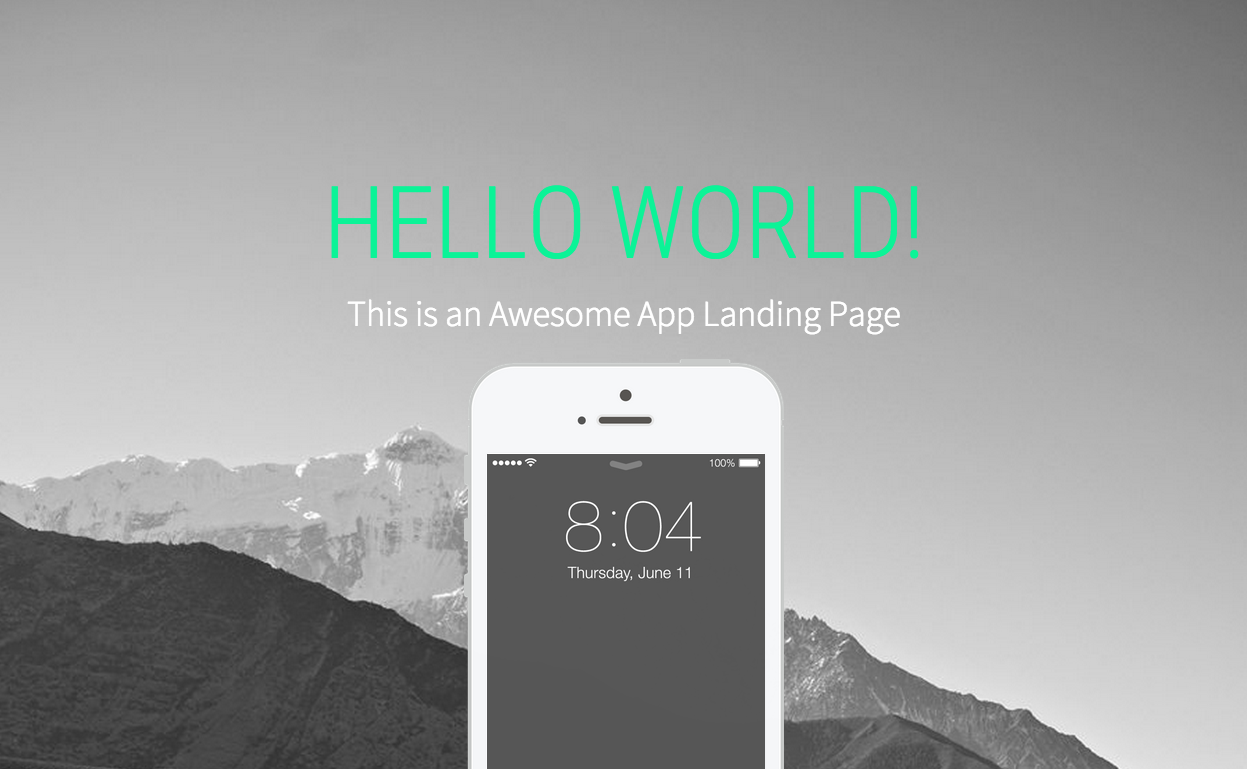 HELLO WORLD!
This is an Awesome App Landing Page
100%
8:04
Thursday, June 11